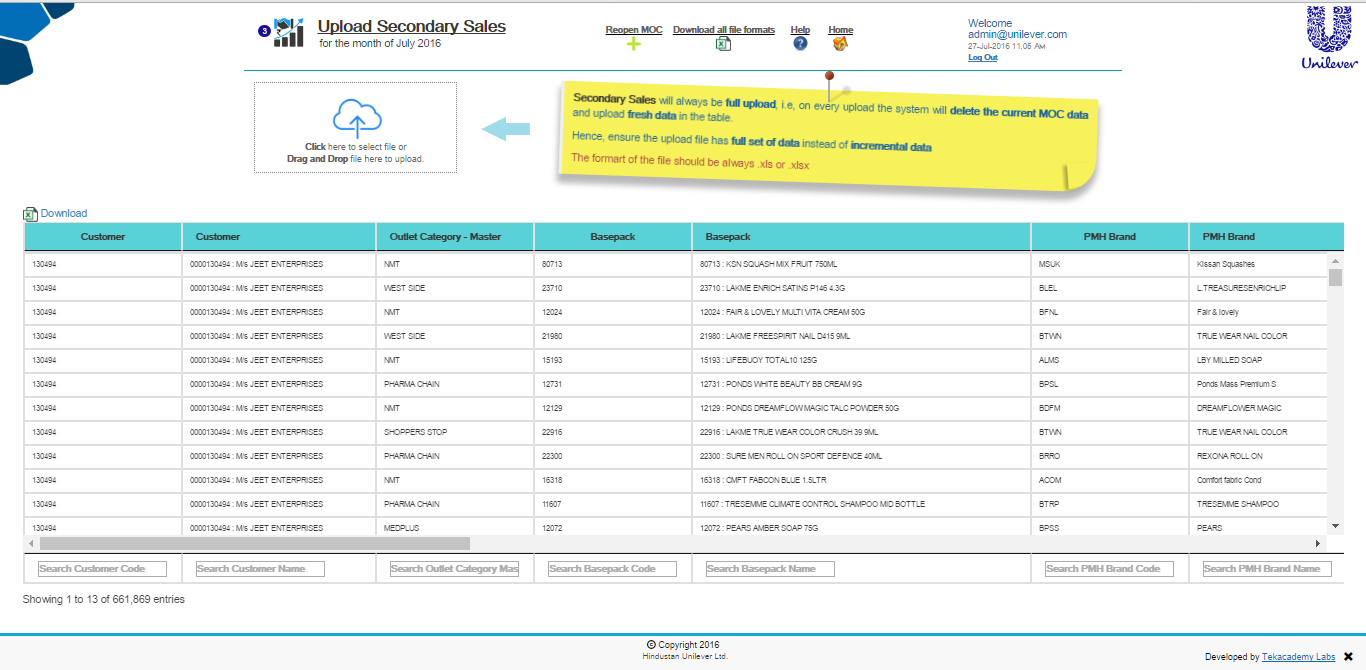 3 Upload Secondary Sales
for the month of July 2016
Reopen MOC Download all file formats Help Home
Welcome
admin@unilever.com
27-Jul-2016 11.05 AM
Log Out
Unilever
Click here to select file or
Drag and Drop file here to upload.
Secondary Sales will always be full upload, i.e, on every upload the system will delete the current MOC data
and upload fresh data in the table.
Hence, ensure the upload file has full set of data instead of incremental data
The formart of the file should be always .xls or .xlsx
Download
Customer Customer Outlet Category - Master Basepack Basepack PMH Brand PMH Brand
130494 0000130494 : M/s JEET ENTERPRISES NMT 80713 80713 : KSN SQUASH MIX FRUIT 750ML MSUK Kissan Squashes
130494 0000130494 : M/s JEET ENTERPRISES WEST SIDE 23710 23710 : LAKME ENRICH SATINS P146 4.3G BLEL L.TREASURESENRICHLIP
130494 0000130494 : M/s JEET ENTERPRISES NMT 12024 12024 : FAIR & LOVELY MULTI VITA CREAM 50G BFNL Fair & lovely
130494 0000130494 : M/s JEET ENTERPRISES WEST SIDE 21980 21980 : LAKME FREESPIRIT NAIL D415 9ML BTWN TRUE WEAR NAIL COLOR
130494 0000130494 : M/s JEET ENTERPRISES NMT 15193 15193 : LIFEBUOY TOTAL10 125G ALMS LBY MILLED SOAP
130494 0000130494 : M/s JEET ENTERPRISES PHARMA CHAIN 12731 12731 : PONDS WHITE BEAUTY BB CREAM 9G BPSL Ponds Mass Premium S
130494 0000130494 : M/s JEET ENTERPRISES NMT 12129 12129 : PONDS DREAMFLOW MAGIC TALC POWDER 50G BDFM DREAMFLOWER MAGIC
130494 0000130494 : M/s JEET ENTERPRISES SHOPPERS STOP 22916 22916 : LAKME TRUE WEAR COLOR CRUSH 39 9ML BTWN TRUE WEAR NAIL COLOR
130494 0000130494 : M/s JEET ENTERPRISES PHARMA CHAIN 22300 22300 : SURE MEN ROLL ON SPORT DEFENCE 40ML BRRO REXONA ROLL ON
130494 0000130494 : M/s JEET ENTERPRISES NMT 16318 16318 : CMFT FABCON BLUE 1.5LTR ACOM Comfort fabric Cond
130494 0000130494 : M/s JEET ENTERPRISES PHARMA CHAIN 11607 11607 : TRESEMME CLIMATE CONTROL SHAMPOO MID BOTTLE BTRP TRESEMME SHAMPOO
130494 0000130494 : M/s JEET ENTERPRISES MEDPLUS 12072 12072 : PEARS AMBER SOAP 75G BPSS PEARS
Search Customer Code Search Customer Name Search Outlet Category Mas Search Basepack Code Search Basepack Name Search PMH Brand Code Search PMH Brand Name
Showing 1 to 13 of 661,869 entries
© Copyright 2016
Hindustan Unilever Ltd.
Developed by Tekacademy Labs